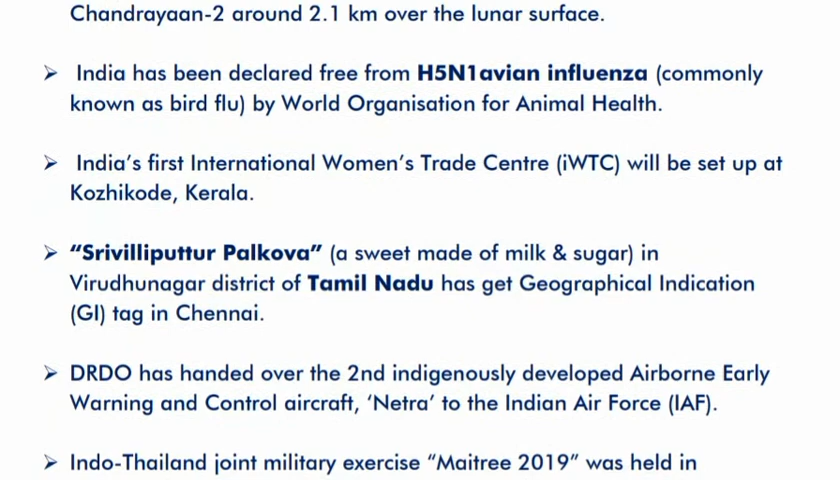 Chandrayaan-2 around 2.1 km over the lunar surface.
➢ India has been declared free from H5N1avian influenza (commonly
known as bird flu) by World Organisation for Animal Health.
➢ India's first International Women's Trade Centre (iWTC) will be set up at
Kozhikode, Kerala.
➢ "Srivilliputtur Palkova" (a sweet made of milk & sugar) in
Virudhunagar district of Tamil Nadu has get Geographical Indication
(GI) tag in Chennai.
➢ DRDO has handed over the 2nd indigenously developed Airborne Early
Warning and Control aircraft, 'Netra' to the Indian Air Force (IAF).
➢ Indo-Thailand joint military exercise "Maitree 2019" was held in